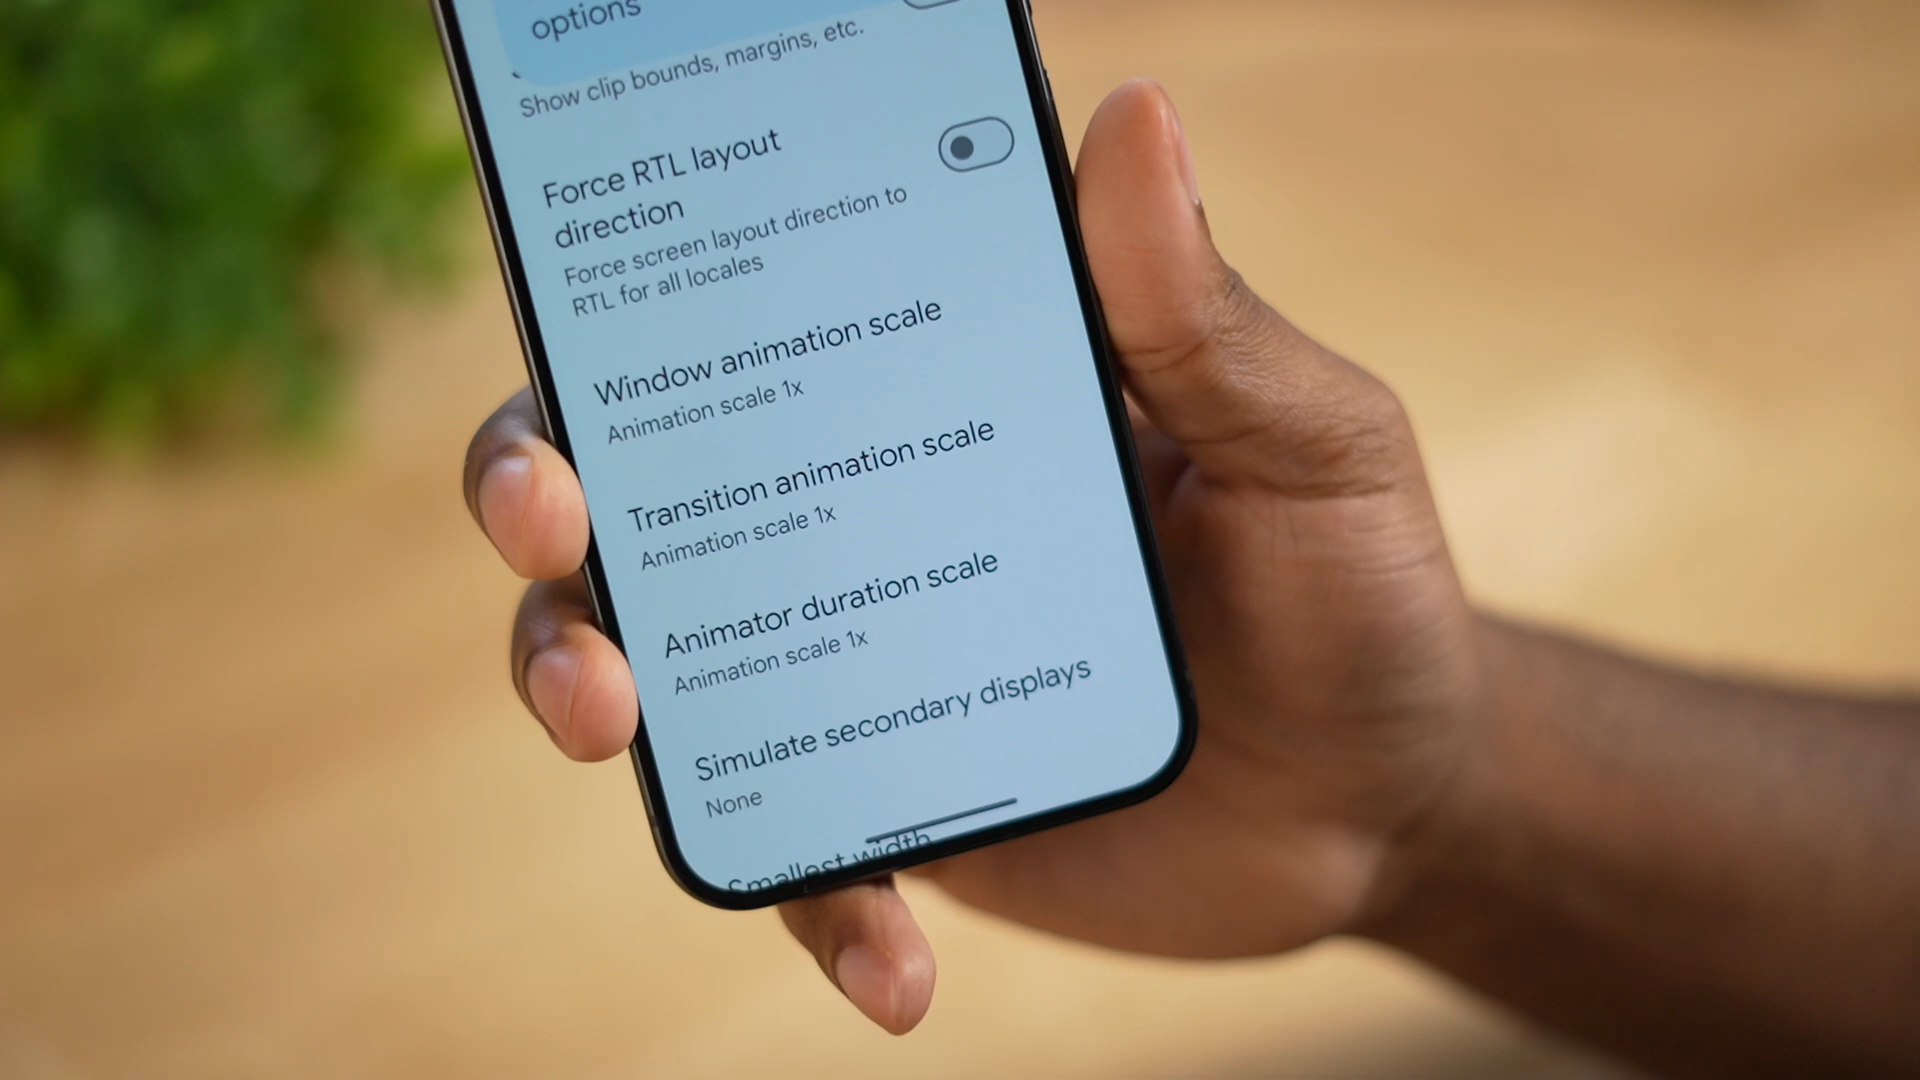 options
Show clip bounds, margins, etc.
Force RTL layout
direction
Force screen layout direction to
RTL for all locales
Window animation scale
Animation scale 1x
Transition animation scale
Animation scale 1x
Animator duration scale
Animation scale 1x
Simulate secondary displays
None
Smallest width